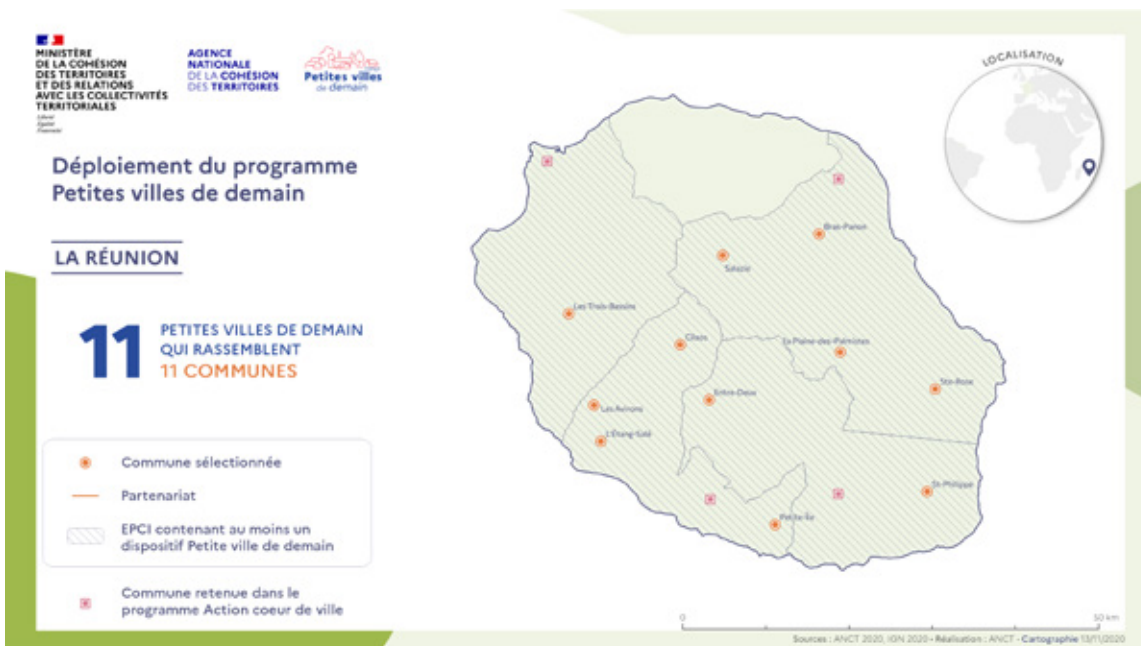 MINISTÈRE
DE LA COHÉSION
DES TERRITOIRES
ET DES RELATIONS
AVEC LES COLLECTIVITÉS
TERRITORIALES
Liberté
Égalité
Fraternité
AGENCE
NATIONALE
DE LA COHÉSION
DES TERRITOIRES
Petites villes
de demain
LOCALISATION
Déploiement du programme
Petites villes de demain
LA RÉUNION
11
PETITES VILLES DE DEMAIN
QUI RASSEMBLENT
11 COMMUNES
Bras-Panon
Salazie
Les Trois-Bassins
Cilaos
La Plaine-des-Palmistes
Ste-Rose
Entre-Deux
Les Avirons
L'Étang-Salé
St-Philippe
Petite-Île
Commune sélectionnée
Partenariat
EPCI contenant au moins un
dispositif Petite ville de demain
Commune retenue dans le
programme Action coeur de ville
0
50 km
Sources : ANCT 2020, IGN 2020 • Réalisation : ANCT - Cartographie 13/11/2020